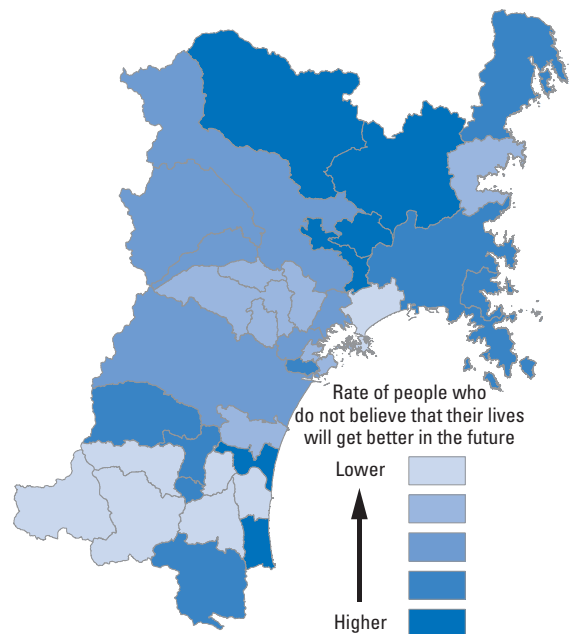 Rate of people who
do not believe that their lives
will get better in the future
Lower
Higher